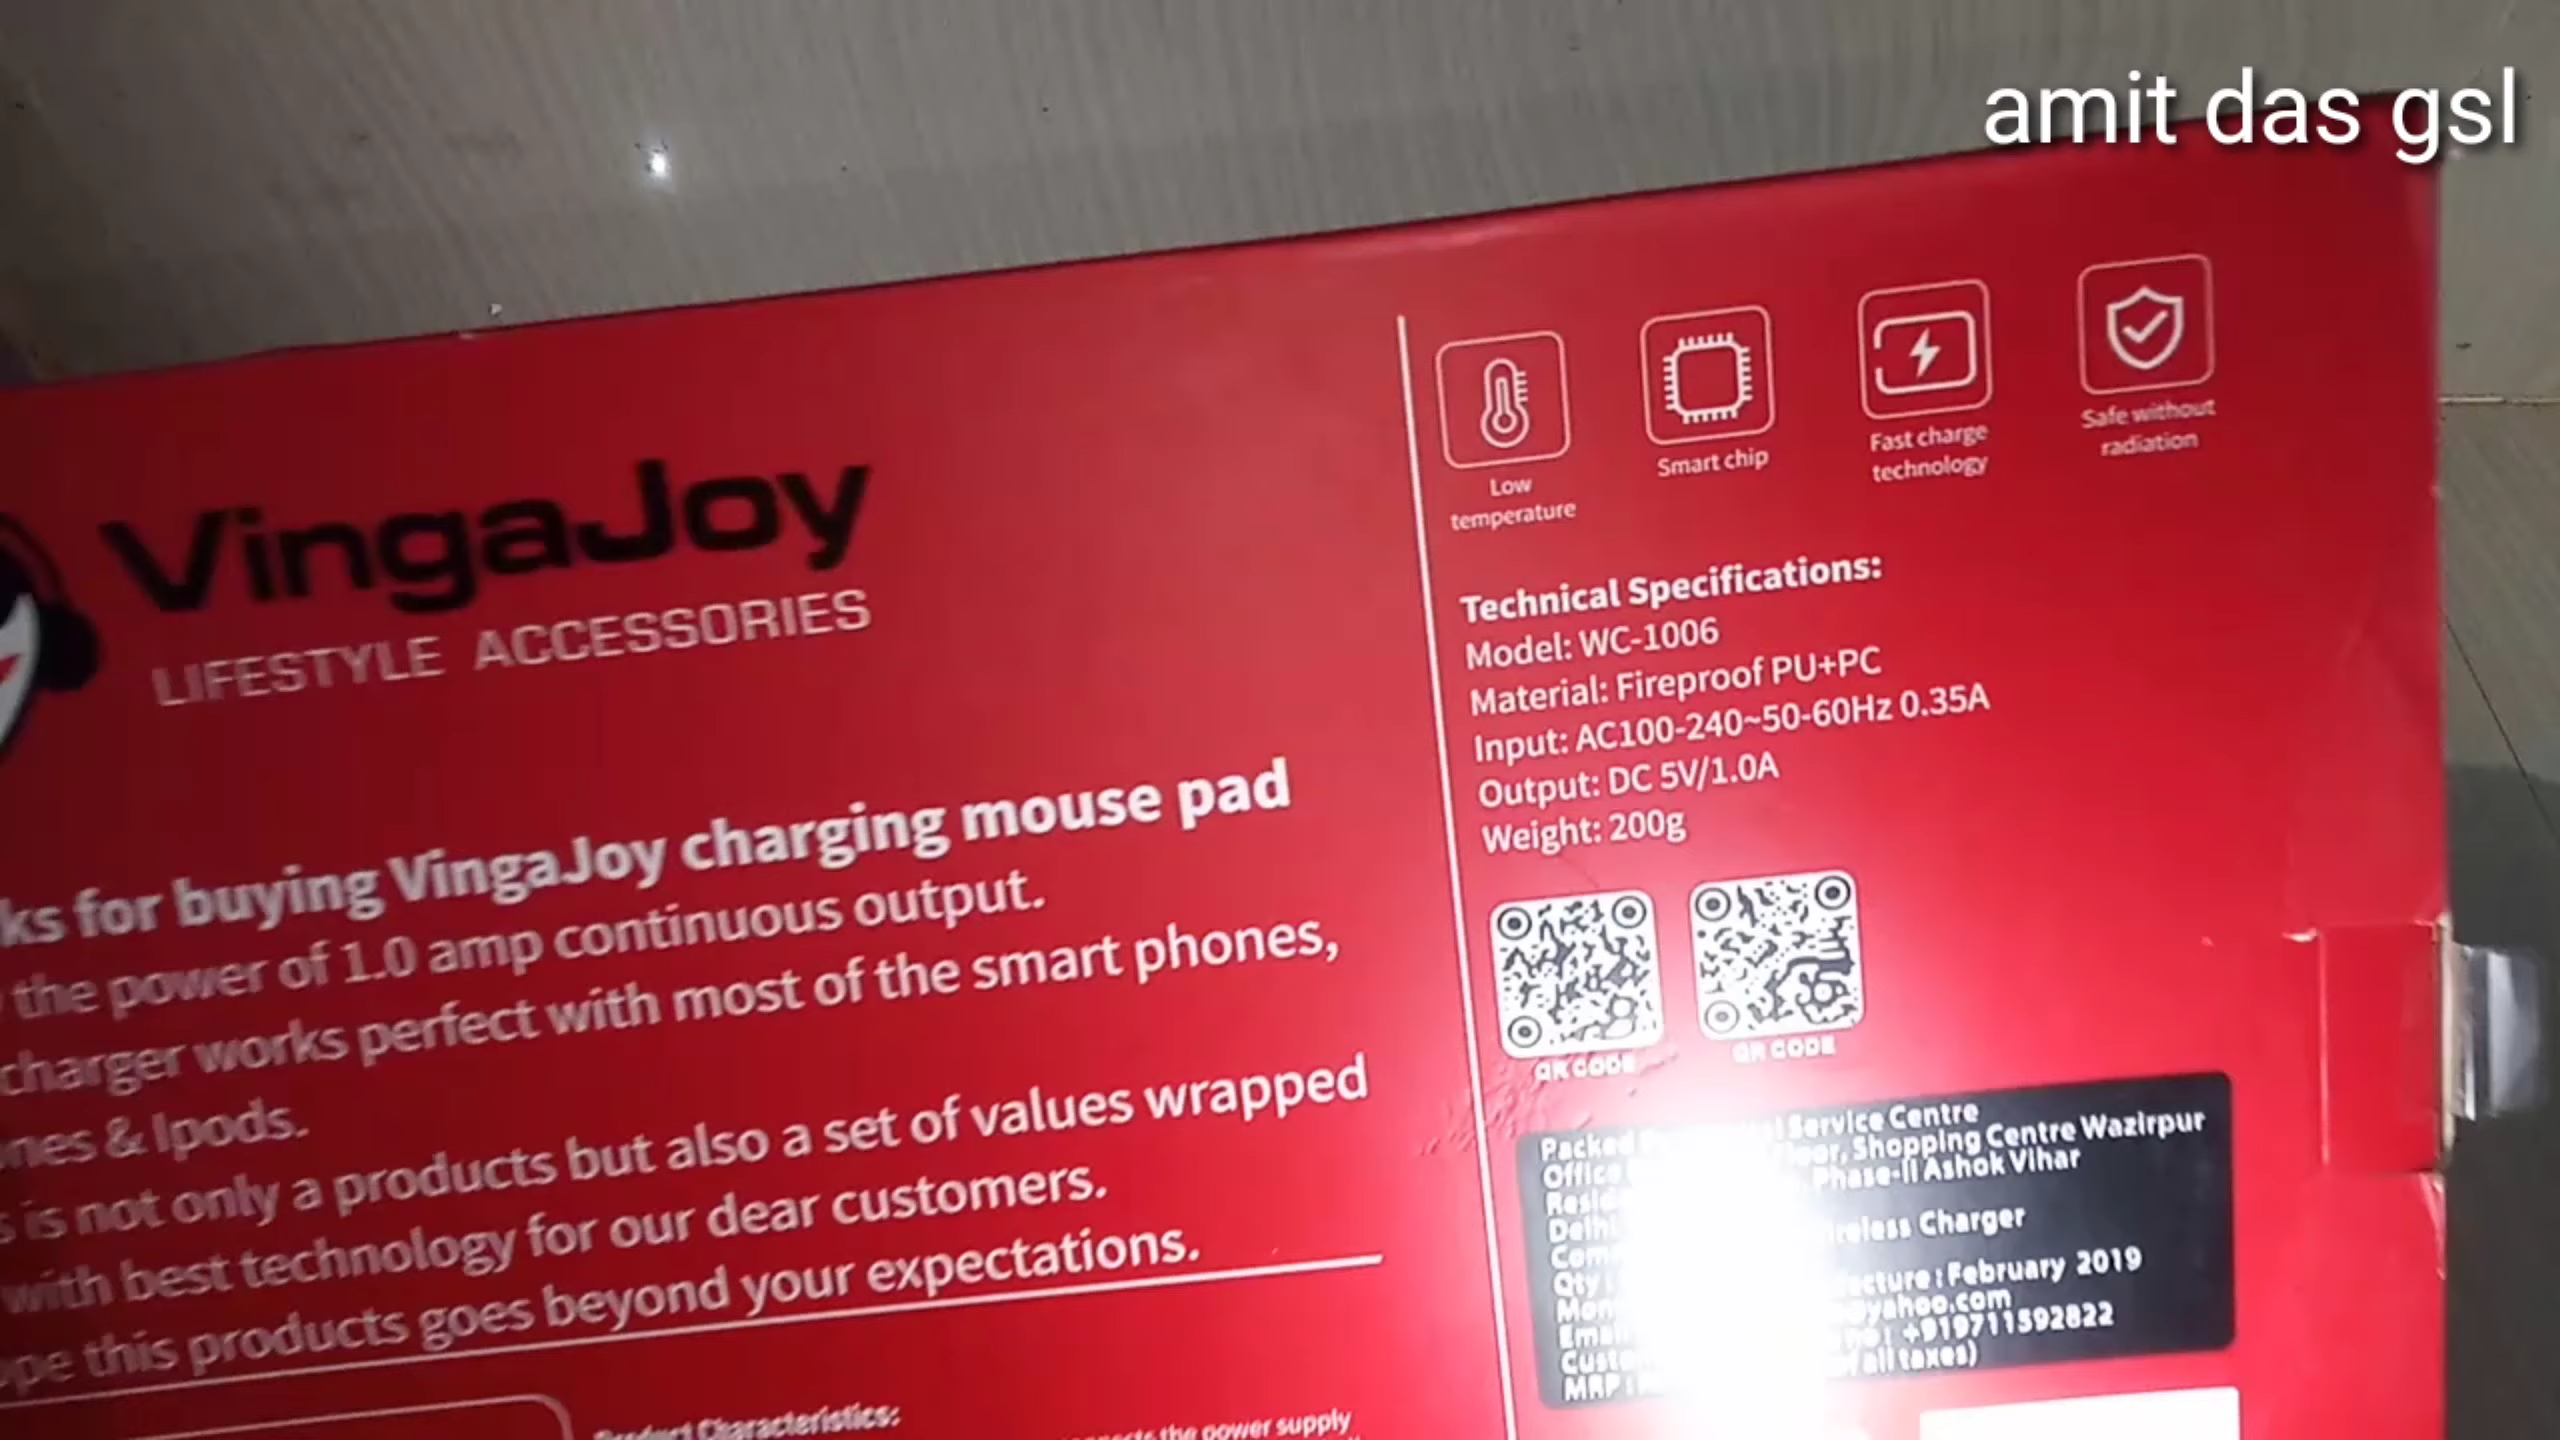 amit das gsl
VingaJoy
LIFESTYLE ACCESSORIES
ks for buying VingaJoy charging mouse pad
the power of 1.0 amp continuous output.
charger works perfect with most of the smart phones,
nes & Ipods.
is not only a products but also a set of values wrapped
with best technology for our dear customers.
pe this products goes beyond your expectations.
Product Characteristics:
the power supply
Low
temperature
Smart chip
Fast charge
technology
Safe without
radiation
Technical Specifications:
Model: WC-1006
Material: Fireproof PU+PC
Input: AC100-240~50-60Hz 0.35A
Output: DC 5V/1.0A
Weight: 200g
QR CODE
QR CODE
Packed Service Centre
Office Shopping Centre Wazirpur
Phase-II Ashok Vihar
Delhi
Charger
Qty : February 2019
yahoo.com
+919711592822
MRP : all taxes)